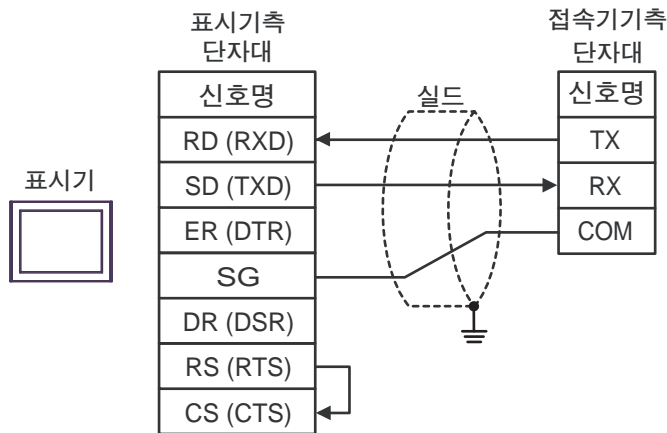 표시기측
단자대
접속기기측
단자대
신호명
실드
신호명
RD (RXD)
TX
표시기
SD (TXD)
RX
ER (DTR)
COM
SG
DR (DSR)
RS (RTS)
CS (CTS)